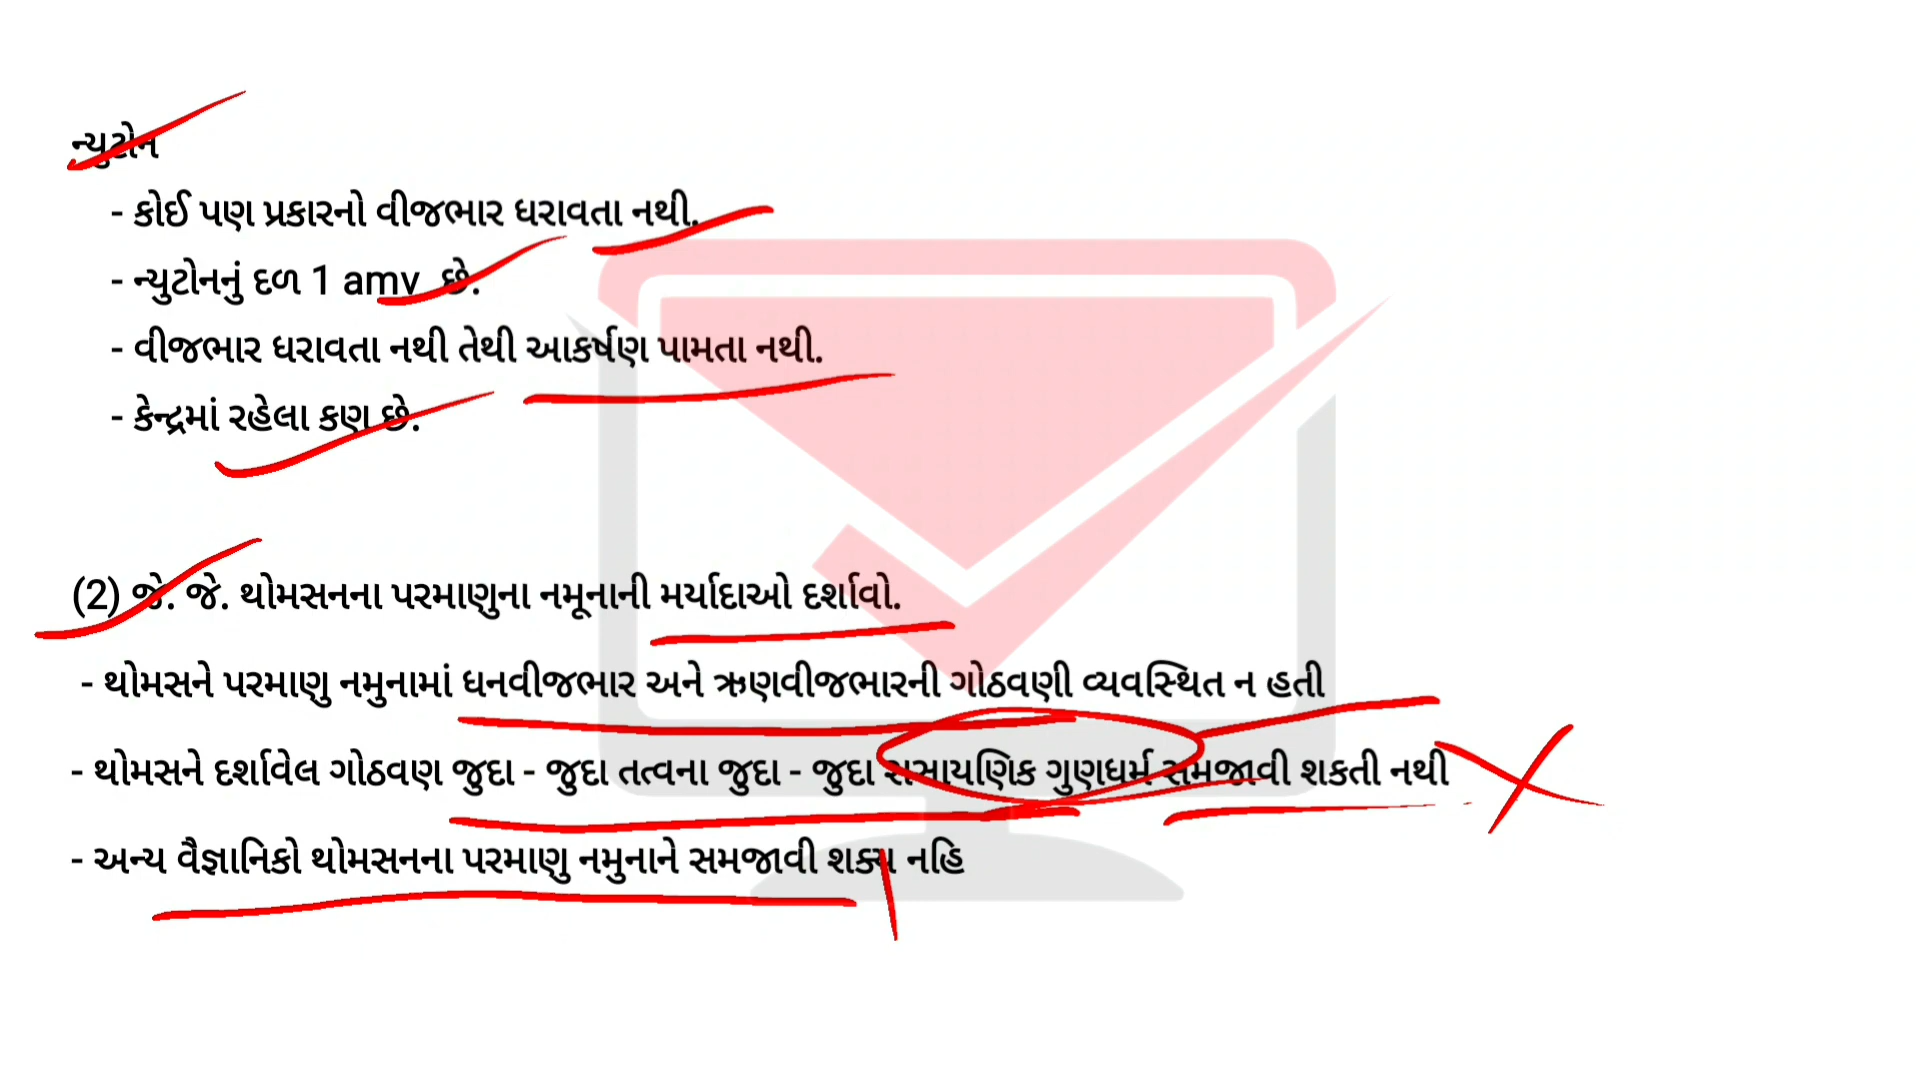 ન્યુટોન
- કોઈ પણ પ્રકારનો વીજભાર ધરાવતા નથી.
- ન્યુટોનનું દળ 1 amv છે.
- વીજભાર ધરાવતા નથી તેથી આકર્ષણ પામતા નથી.
- કેન્દ્રમાં રહેલા કણ છે.
(2) જે. જે. થોમસનના પરમાણુના નમૂનાની મર્યાદાઓ દર્શાવો.
- થોમસને પરમાણુ નમુનામાં ધનવીજભાર અને ઋણવીજભારની ગોઠવણી વ્યવસ્થિત ન હતી
- થોમસને દર્શાવેલ ગોઠવણ જુદા - જુદા તત્વના જુદા - જુદા રાસાયણિક ગુણધર્મ સમજાવી શકતી નથી
- અન્ય વૈજ્ઞાનિકો થોમસનના પરમાણુ નમુનાને સમજાવી શક્ય નહિ